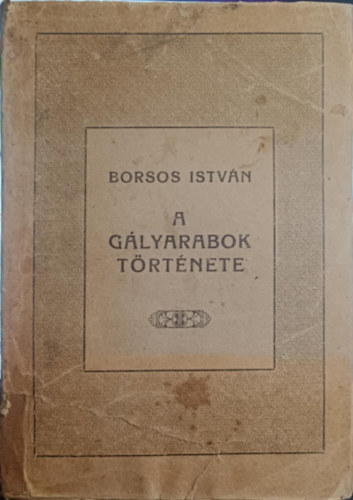 BORSOS ISTVÁN
A
GÁLYARABOK
TÖRTÉNETE